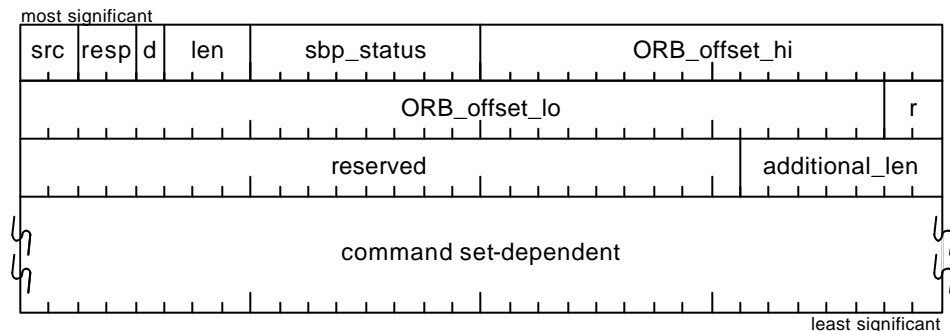 most significant
src resp d len sbp_status ORB_offset_hi
ORB_offset_lo r
reserved additional_len
command set-dependent
least significant